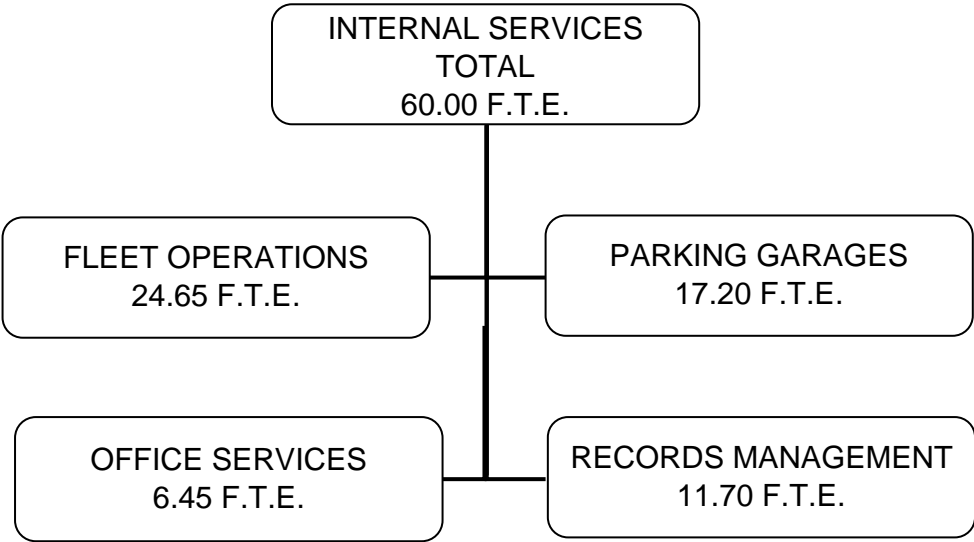 INTERNAL SERVICES
TOTAL
60.00 F.T.E.
FLEET OPERATIONS
24.65 F.T.E.
PARKING GARAGES
17.20 F.T.E.
OFFICE SERVICES
6.45 F.T.E.
RECORDS MANAGEMENT
11.70 F.T.E.